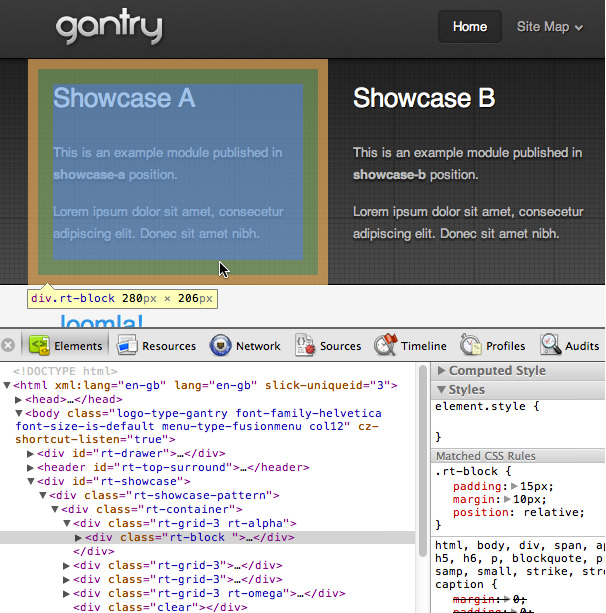 gantry
Home
Site Map
Showcase A
This is an example module published in
showcase-a position.
Lorem ipsum dolor sit amet, consectetur
adipiscing elit. Donec sit amet nibh.
Showcase B
This is an example module published in
showcase-b position.
Lorem ipsum dolor sit amet, consectetur
adipiscing elit. Donec sit amet nibh.
div.rt-block 280px × 206px
Joomla!
Elements
Resources
Network
Sources
Timeline
Profiles
Audits
<!DOCTYPE html>
<html xml:lang="en-gb" lang="en-gb" slick-uniqueid="3">
<head>…</head>
<body class="logo-type-gantry font-family-helvetica
font-size-is-default menu-type-fusionmenu col12" cz-
shortcut-listen="true">
<div id="rt-drawer">…</div>
<header id="rt-top-surround">…</header>
<div id="rt-showcase">
<div class="rt-showcase-pattern">
<div class="rt-container">
<div class="rt-grid-3 rt-alpha">
<div class="rt-block ">…</div>
</div>
<div class="rt-grid-3">…</div>
<div class="rt-grid-3">…</div>
<div class="rt-grid-3 rt-omega">…</div>
<div class="clear"></div>
Computed Style
Styles
element.style {
}
Matched CSS Rules
.rt-block {
padding: 15px;
margin: 10px;
position: relative;
}
html, body, div, span, ap
h5, h6, p, blockquote, p
samp, small, strike, stro
caption {
margin: 0;
padding: 0;